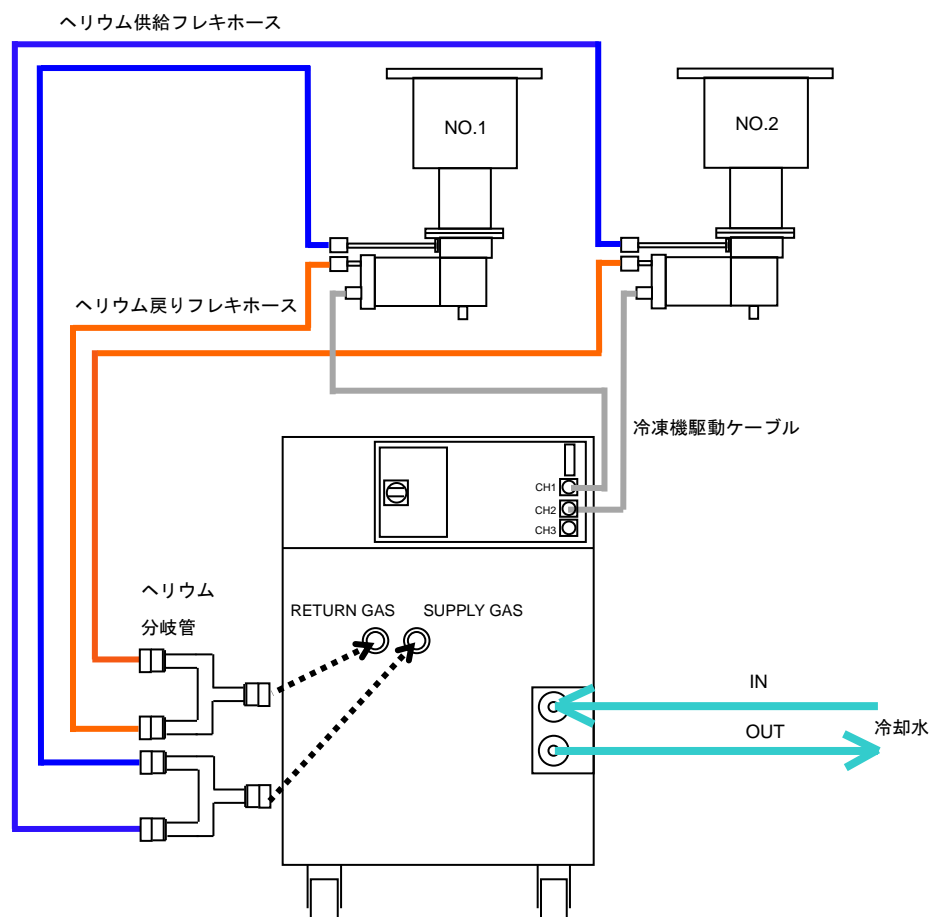 ヘリウム供給フレキホース
NO.1
NO.2
ヘリウム戻りフレキホース
冷凍機駆動ケーブル
CH1
CH2
CH3
ヘリウム
分岐管
RETURN GAS
SUPPLY GAS
IN
OUT
冷却水